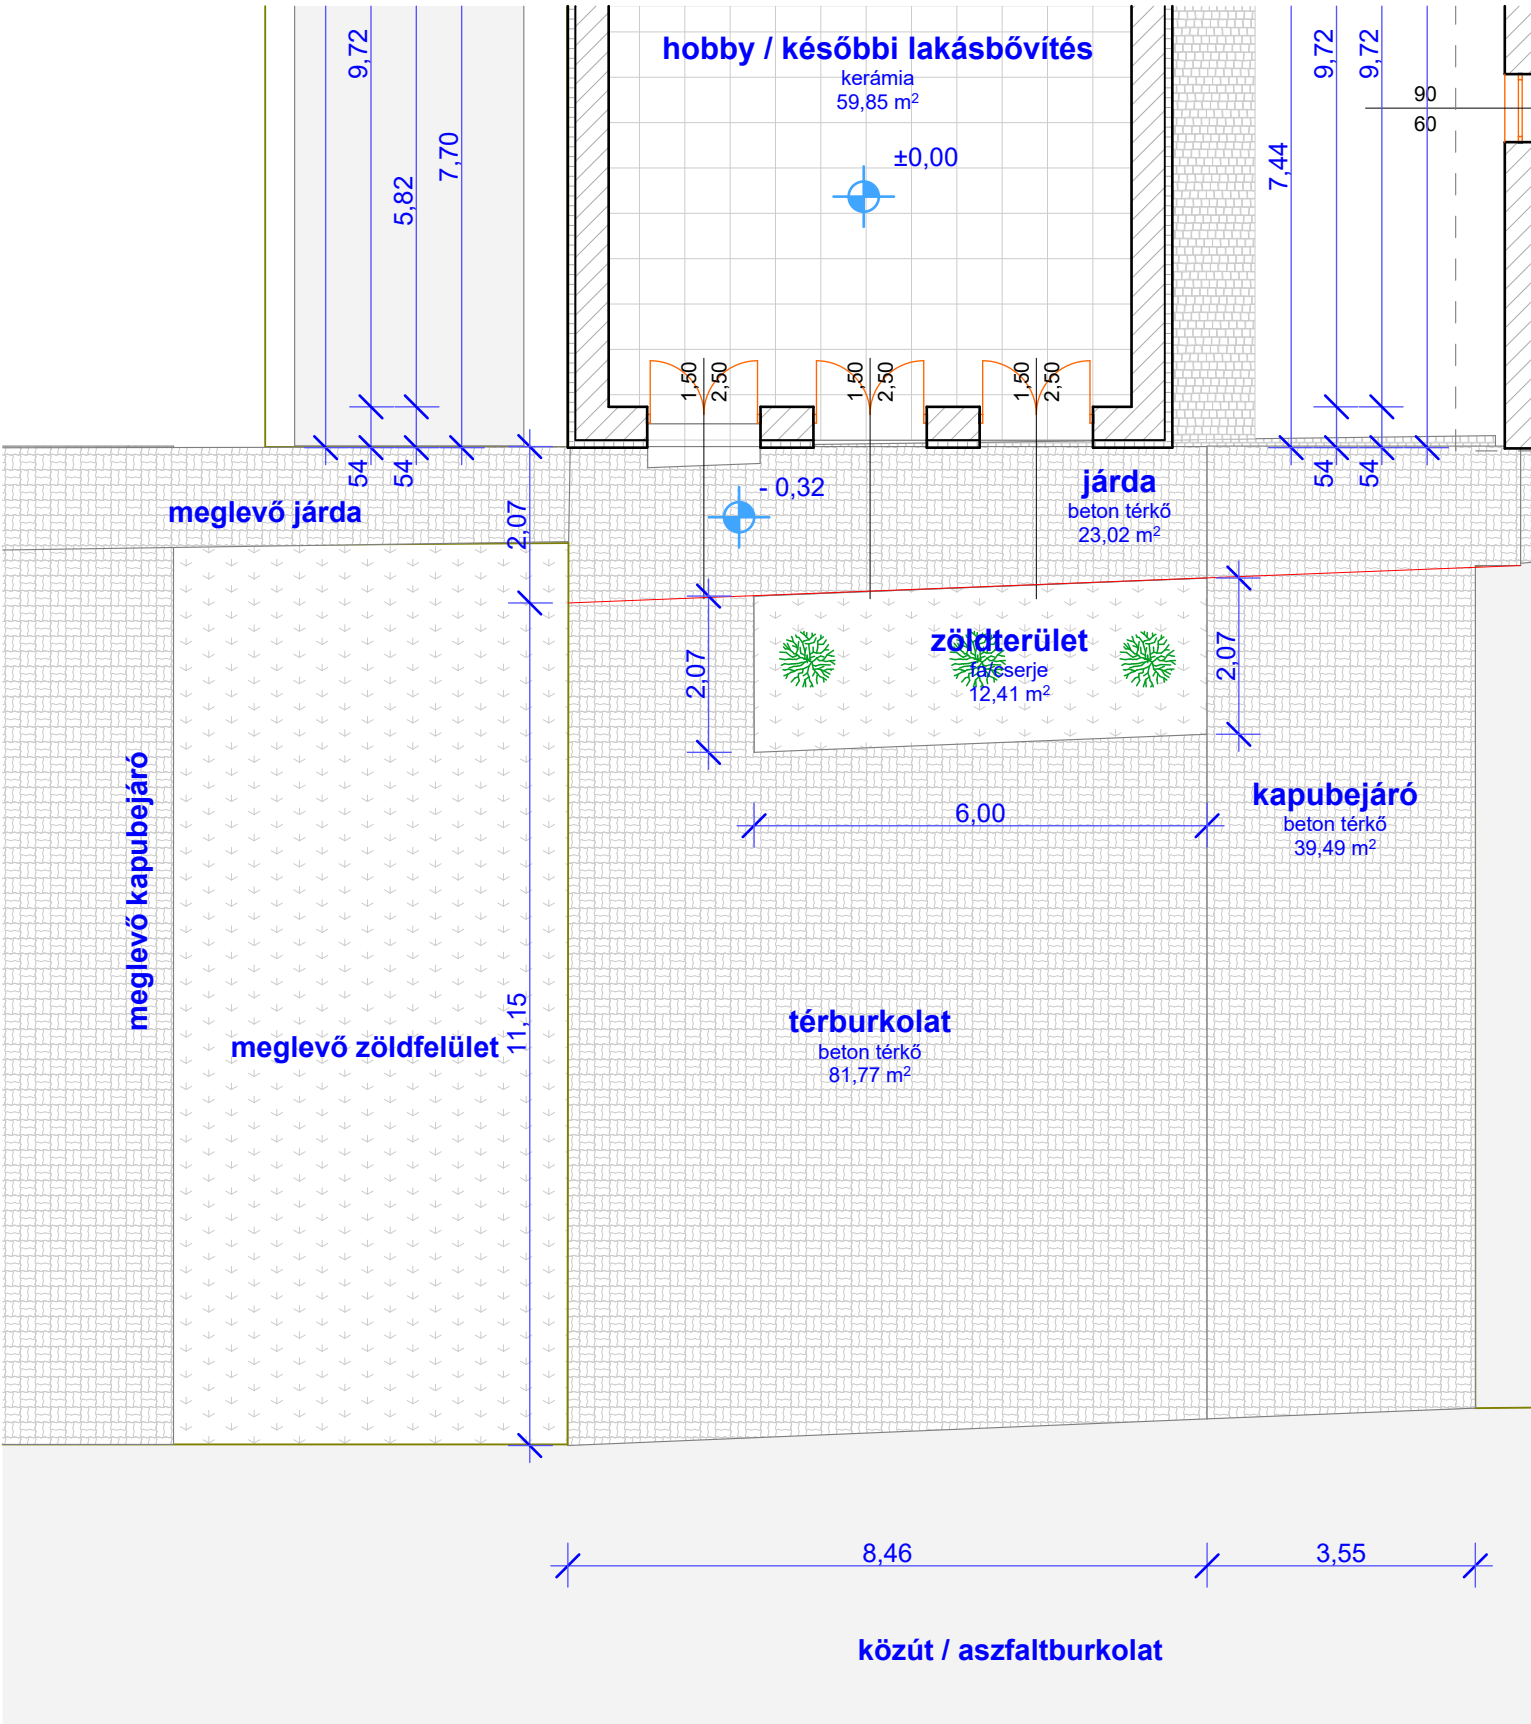 hobby / későbbi lakásbővítés
kerámia
59,85 m²
±0,00
9,72
5,82
7,70
9,72
9,72
7,44
90
60
1,50
2,50
1,50
2,50
1,50
2,50
54
54
54
54
meglevő járda
2,07
- 0,32
járda
beton térkő
23,02 m²
zöldterület
fa/cserje
12,41 m²
2,07
2,07
6,00
kapubejáró
beton térkő
39,49 m²
meglevő kapubejáró
meglevő zöldfelület
11,15
térburkolat
beton térkő
81,77 m²
8,46
3,55
közút / aszfaltburkolat